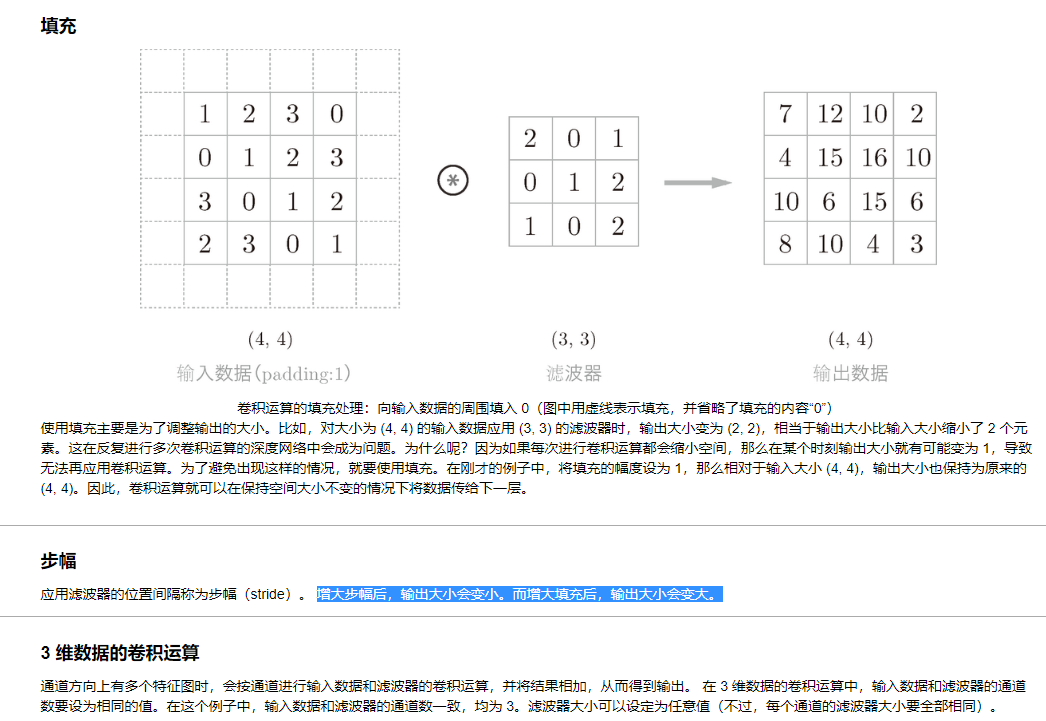 填充
1 2 3 0
0 1 2 3
3 0 1 2
2 3 0 1
*
2 0 1
0 1 2
1 0 2
7 12 10 2
4 15 16 10
10 6 15 6
8 10 4 3
(4, 4)
(3, 3)
(4, 4)
输入数据(padding:1)
滤波器
输出数据
卷积运算的填充处理：向输入数据的周围填入 0（图中用虚线表示填充，并省略了填充的内容“0”）
使用填充主要是为了调整输出的大小。比如，对大小为 (4, 4) 的输入数据应用 (3, 3) 的滤波器时，输出大小变为 (2, 2)，相当于输出大小比输入大小缩小了 2 个元
素。这在反复进行多次卷积运算的深度网络中会成为问题。为什么呢？因为如果每次进行卷积运算都会缩小空间，那么在某个时刻输出大小就有可能变为 1，导致
无法再应用卷积运算。为了避免出现这样的情况，就要使用填充。在刚才的例子中，将填充的幅度设为 1，那么相对于输入大小 (4, 4)，输出大小也保持为原来的
(4, 4)。因此，卷积运算就可以在保持空间大小不变的情况下将数据传给下一层。
步幅
应用滤波器的位置间隔称为步幅（stride）。 增大步幅后，输出大小会变小。而增大填充后，输出大小会变大。
3 维数据的卷积运算
通道方向上有多个特征图时，会按通道进行输入数据和滤波器的卷积运算，并将结果相加，从而得到输出。 在 3 维数据的卷积运算中，输入数据和滤波器的通道
数要设为相同的值。在这个例子中，输入数据和滤波器的通道数一致，均为 3。滤波器大小可以设定为任意值（不过，每个通道的滤波器大小要全部相同）。